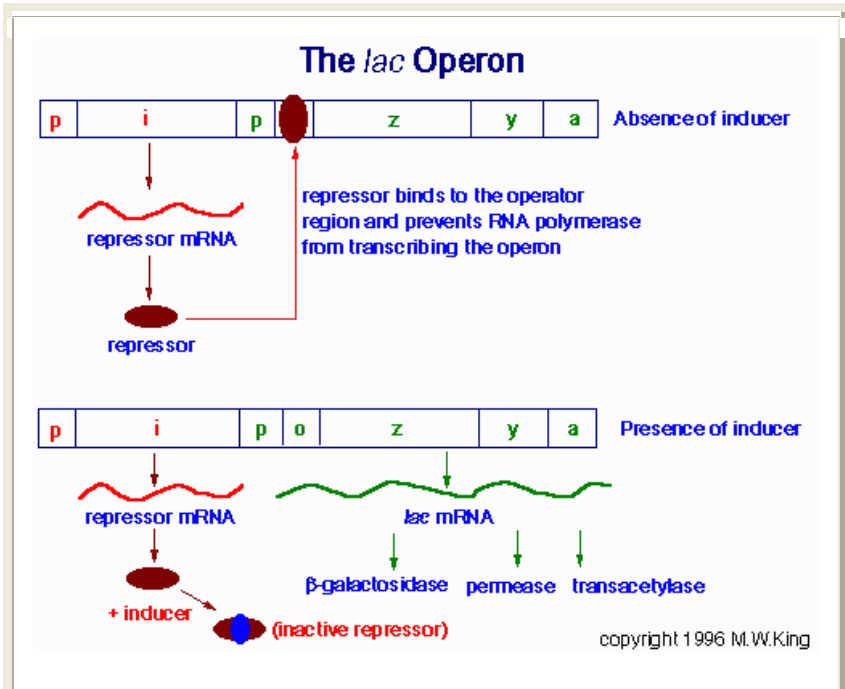 The lac Operon
p i p z y a Absence of inducer
repressor binds to the operator
region and prevents RNA polymerase
from transcribing the operon
repressor mRNA
repressor
p i p o z y a Presence of inducer
repressor mRNA
lac mRNA
β-galactosidase permease transacetylase
+ inducer
(inactive repressor)
copyright 1996 M.W.King